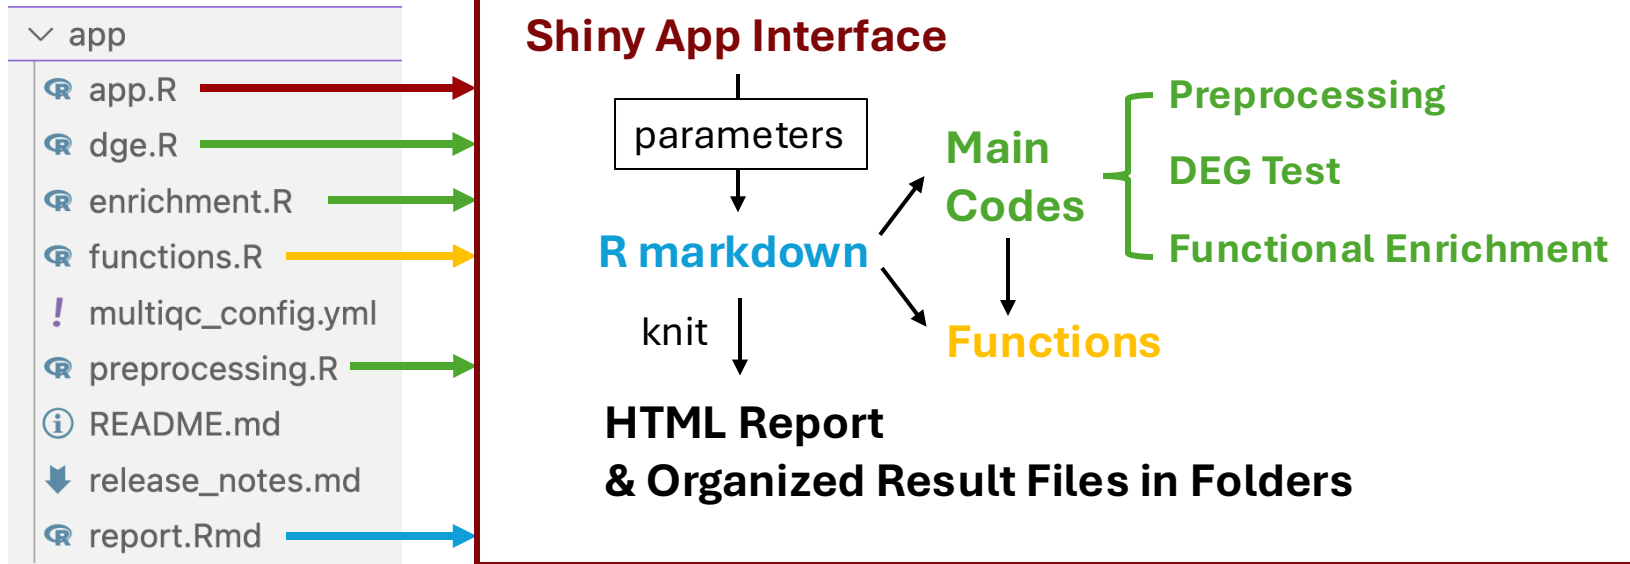 app
app.R
dge.R
enrichment.R
functions.R
multiqc_config.yml
preprocessing.R
README.md
release_notes.md
report.Rmd
Shiny App Interface
parameters
R markdown
knit
HTML Report
& Organized Result Files in Folders
Main
Codes
Functions
Preprocessing
DEG Test
Functional Enrichment